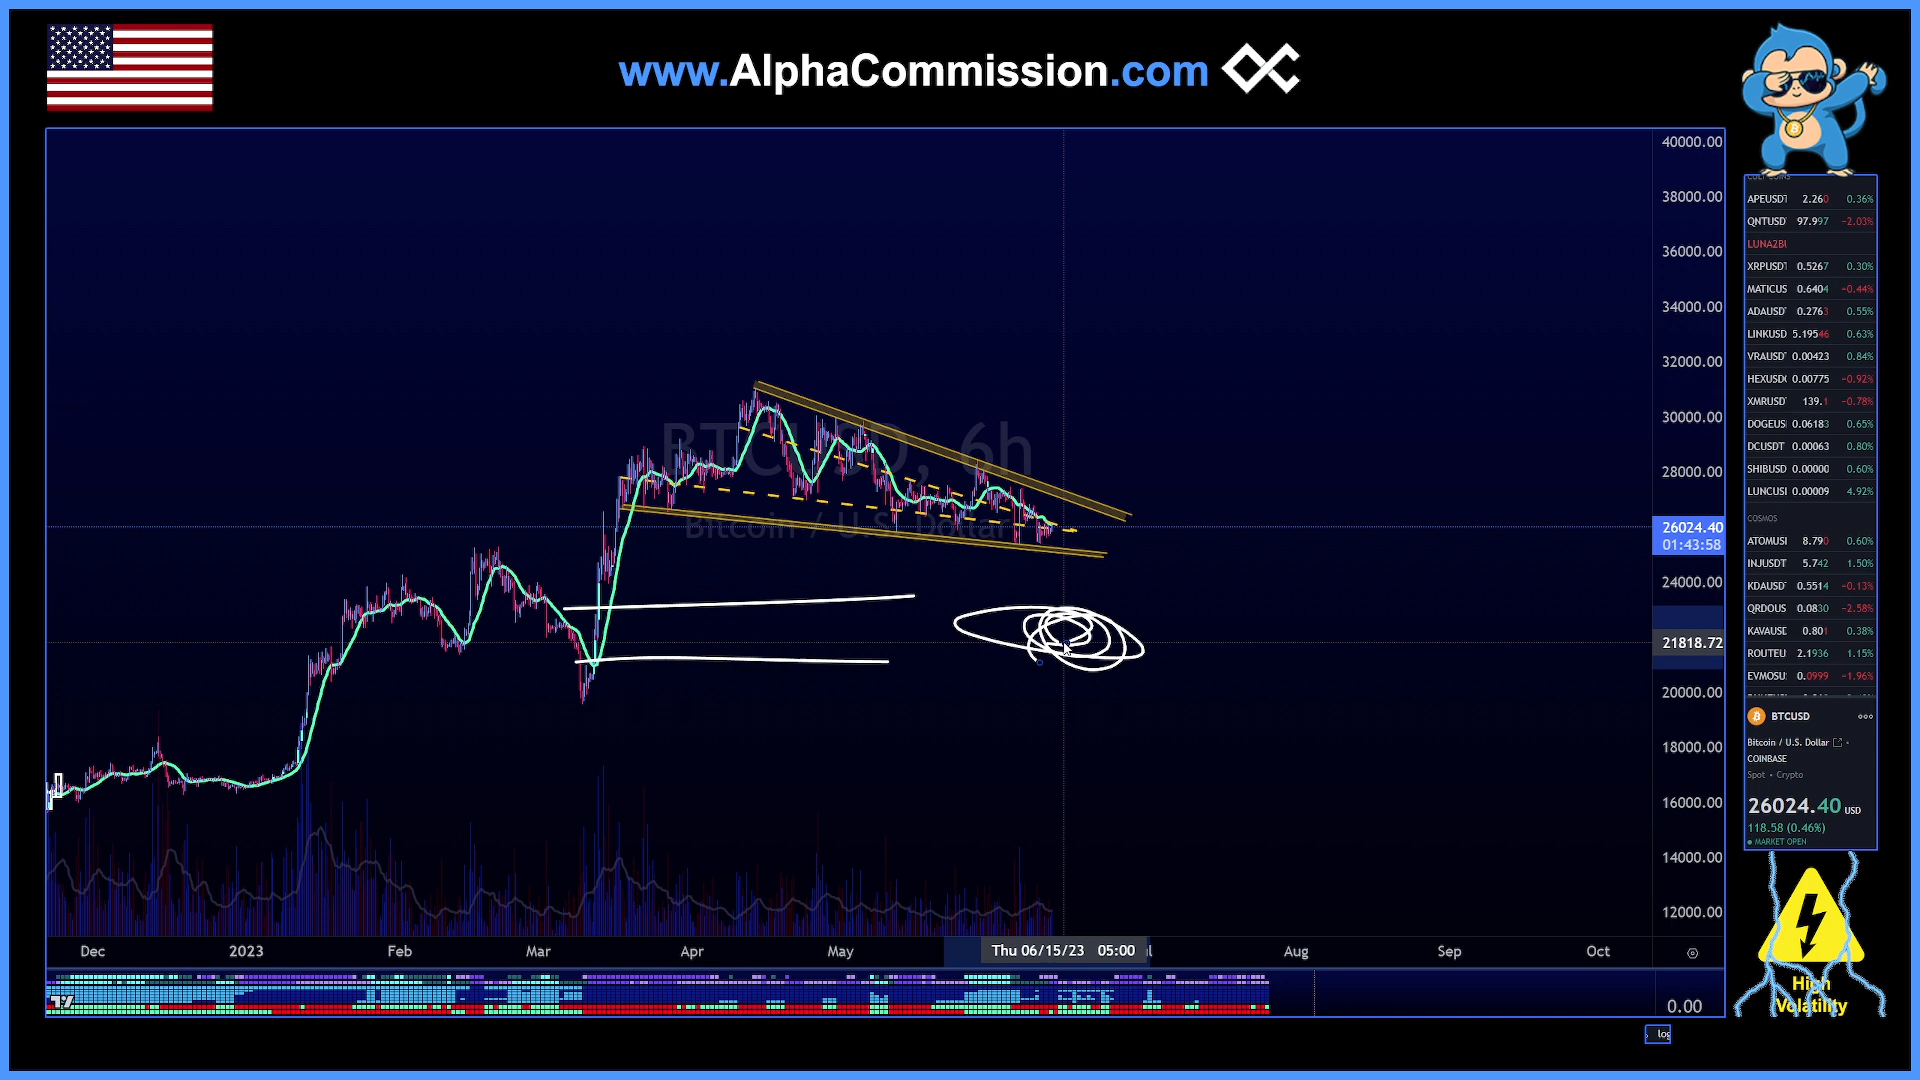 www.AlphaCommission.com
BTCUSD, 6h
Bitcoin / U.S. Dollar
40000.00
38000.00
36000.00
34000.00
32000.00
30000.00
28000.00
26024.40
01:43:58
24000.00
21818.72
20000.00
18000.00
16000.00
14000.00
12000.00
Dec 2023 Feb Mar Apr May Thu 06/15/23 05:00 Aug Sep Oct
0.00
log
APEUSDT 2.260 0.36%
QNTUSD 97.997 −2.03%
LUNA2BU
XRPUSDT 0.5267 0.30%
MATICUS 0.6404 −0.44%
ADAUSDT 0.2763 0.55%
LINKUSD 5.19546 0.63%
VRAUSDT 0.00423 0.84%
HEXUSDC 0.00775 −0.92%
XMRUSDT 139.1 −0.78%
DOGEUS 0.06183 0.65%
DCUSDT 0.00063 0.80%
SHIBUSD 0.00000 0.60%
LUNCUSI 0.00009 4.92%
COSMOS
ATOMUSI 8.790 0.60%
INJUSDT 5.742 1.50%
KDAUSDT 0.5514 −0.13%
QRDOUS 0.0830 −2.58%
KAVAUSE 0.801 0.38%
ROUTEU 2.1936 1.15%
EVMOSU 0.0999 −1.96%
BTCUSD
Bitcoin / U.S. Dollar
COINBASE
Spot • Crypto
26024.40 USD
118.58 (0.46%)
MARKET OPEN
High
Volatility